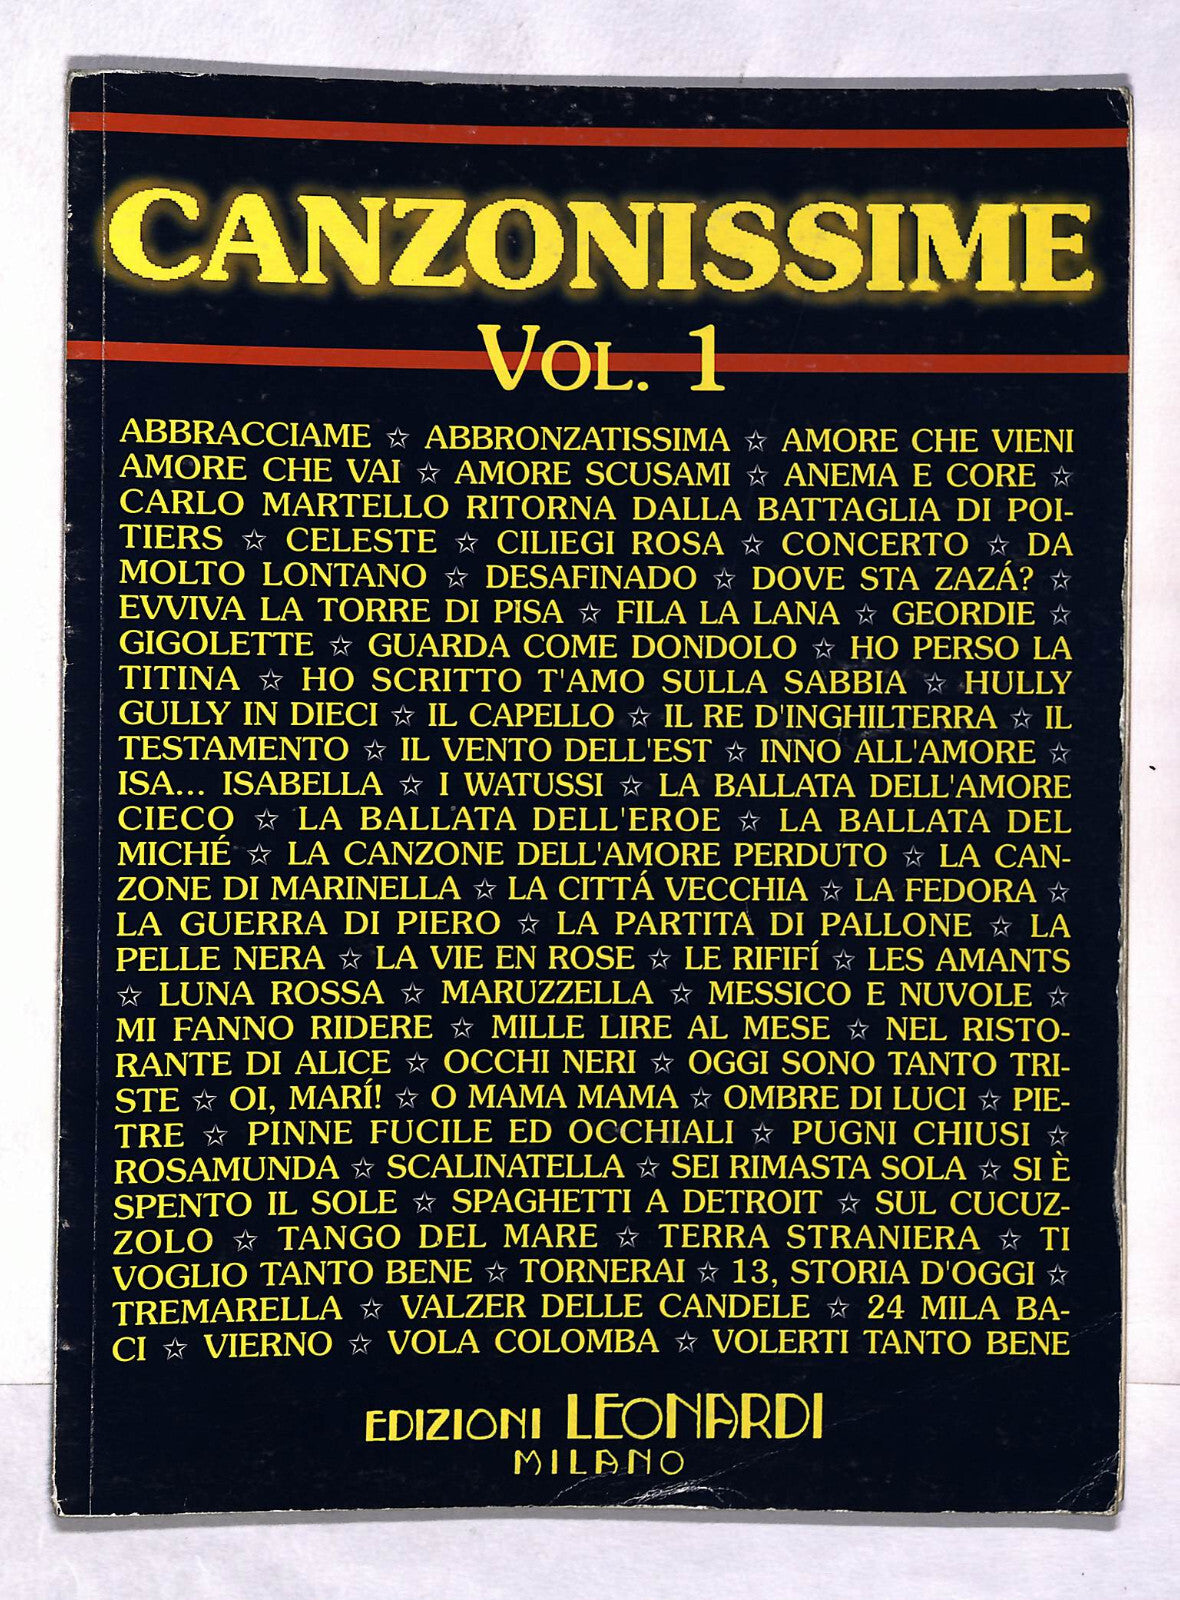 CANZONISSIME
VOL. 1
ABBRACCIAME ☆ ABBRONZATISSIMA ☆ AMORE CHE VIENI
AMORE CHE VAI ☆ AMORE SCUSAMI ☆ ANEMA E CORE ☆
CARLO MARTELLO RITORNA DALLA BATTAGLIA DI POI-
TIERS ☆ CELESTE ☆ CILIEGI ROSA ☆ CONCERTO ☆ DA
MOLTO LONTANO ☆ DESAFINADO ☆ DOVE STA ZAZÁ? ☆
EVVIVA LA TORRE DI PISA ☆ FILA LA LANA ☆ GEORDIE ☆
GIGOLETTE ☆ GUARDA COME DONDOLO ☆ HO PERSO LA
TITINA ☆ HO SCRITTO T'AMO SULLA SABBIA ☆ HULLY
GULLY IN DIECI ☆ IL CAPELLO ☆ IL RE D'INGHILTERRA ☆ IL
TESTAMENTO ☆ IL VENTO DELL'EST ☆ INNO ALL'AMORE ☆
ISA... ISABELLA ☆ I WATUSSI ☆ LA BALLATA DELL'AMORE
CIECO ☆ LA BALLATA DELL'EROE ☆ LA BALLATA DEL
MICHÉ ☆ LA CANZONE DELL'AMORE PERDUTO ☆ LA CAN-
ZONE DI MARINELLA ☆ LA CITTÁ VECCHIA ☆ LA FEDORA ☆
LA GUERRA DI PIERO ☆ LA PARTITA DI PALLONE ☆ LA
PELLE NERA ☆ LA VIE EN ROSE ☆ LE RIFIFÍ ☆ LES AMANTS
☆ LUNA ROSSA ☆ MARUZZELLA ☆ MESSICO E NUVOLE ☆
MI FANNO RIDERE ☆ MILLE LIRE AL MESE ☆ NEL RISTO-
RANTE DI ALICE ☆ OCCHI NERI ☆ OGGI SONO TANTO TRI-
STE ☆ OI, MARÍ! ☆ O MAMA MAMA ☆ OMBRE DI LUCI ☆ PIE-
TRE ☆ PINNE FUCILE ED OCCHIALI ☆ PUGNI CHIUSI ☆
ROSAMUNDA ☆ SCALINATELLA ☆ SEI RIMASTA SOLA ☆ SI È
SPENTO IL SOLE ☆ SPAGHETTI A DETROIT ☆ SUL CUCUZ-
ZOLO ☆ TANGO DEL MARE ☆ TERRA STRANIERA ☆ TI
VOGLIO TANTO BENE ☆ TORNERAI ☆ 13, STORIA D'OGGI ☆
TREMARELLA ☆ VALZER DELLE CANDELE ☆ 24 MILA BA-
CI ☆ VIERNO ☆ VOLA COLOMBA ☆ VOLERTI TANTO BENE
EDIZIONI LEONARDI
MILANO